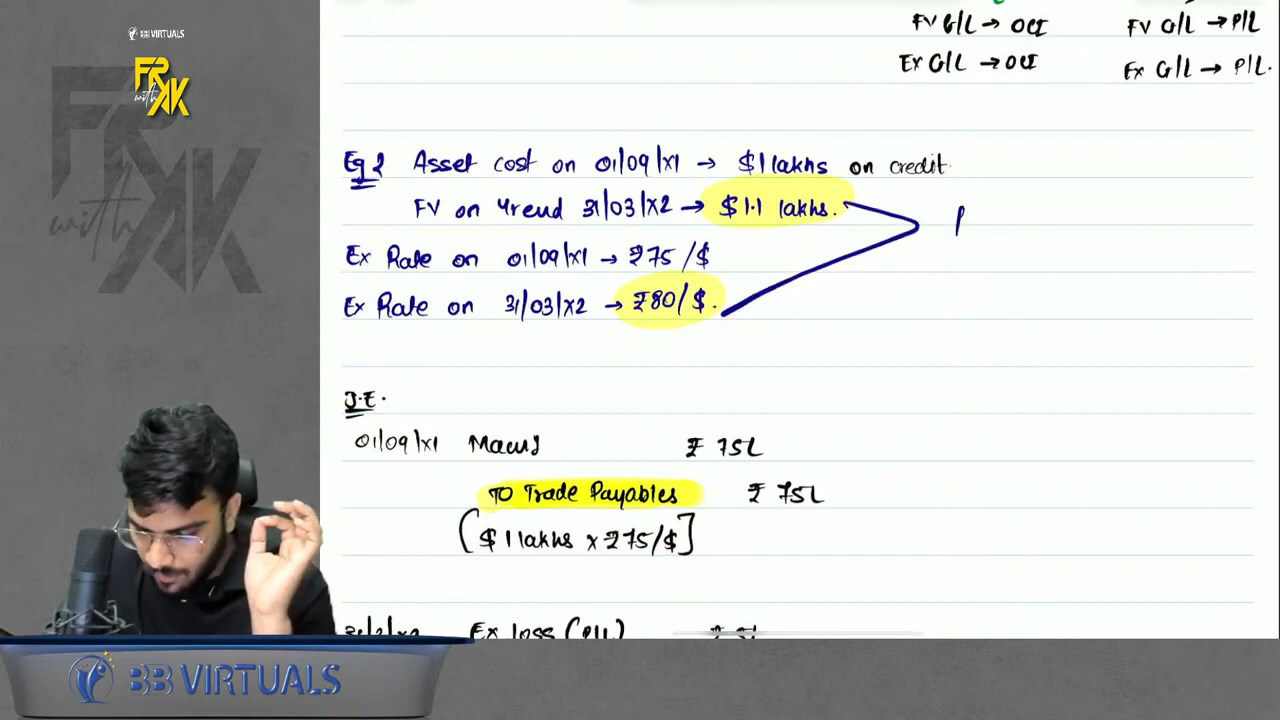 BB VIRTUALS
FR
with AK
FV G/L → OCI
FV G/L → P/L
Ex G/L → OCI
Ex G/L → P/L.
Eg 2 Asset cost on 01/09/x1 → $1 lakhs on credit.
FV on Yrend 31/03/x2 → $1.1 lakhs.
Ex Rate on 01/09/x1 → ₹75/$
Ex Rate on 31/03/x2 → ₹80/$.
J.E.
01/09/x1 Mach ₹75L
To Trade Payables ₹75L
[$1 lakhs x ₹75/$]
Ex loss (P/L) ₹5L
BB VIRTUALS